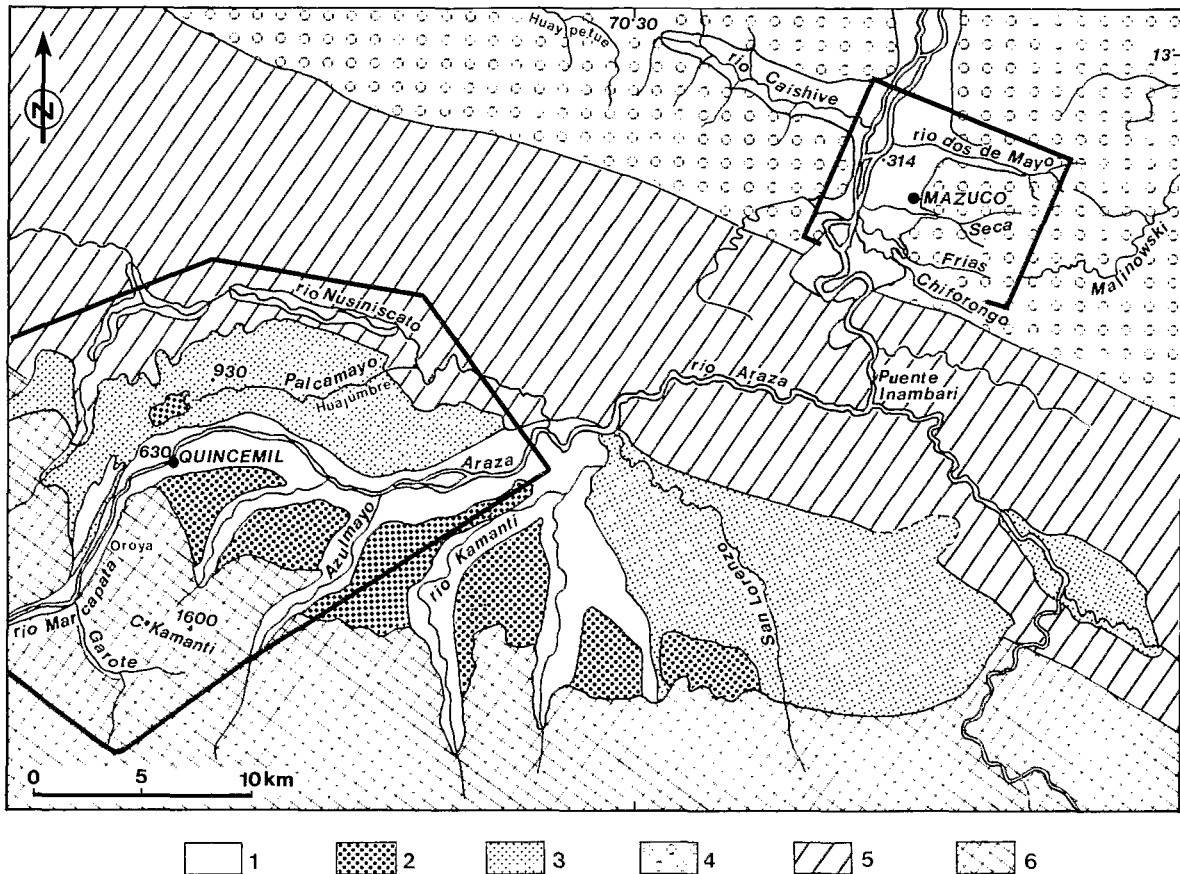 Huaypetue
70 30
13
N
rio Caishive
rio dos de Mayo
314
MAZUCO
Seca
Malinowski
Frias
Chiforongo
rio Nusiniscato
930
Palcamayo
Huajumbre
rio Araza
Puente
Inambari
630
QUINCEMIL
Araza
Azulmayo
rio Kamanti
San Lorenzo
Oroya
rio Marcapata
1600
C Kamanti
Garote
0 5 10 km
1 2 3 4 5 6